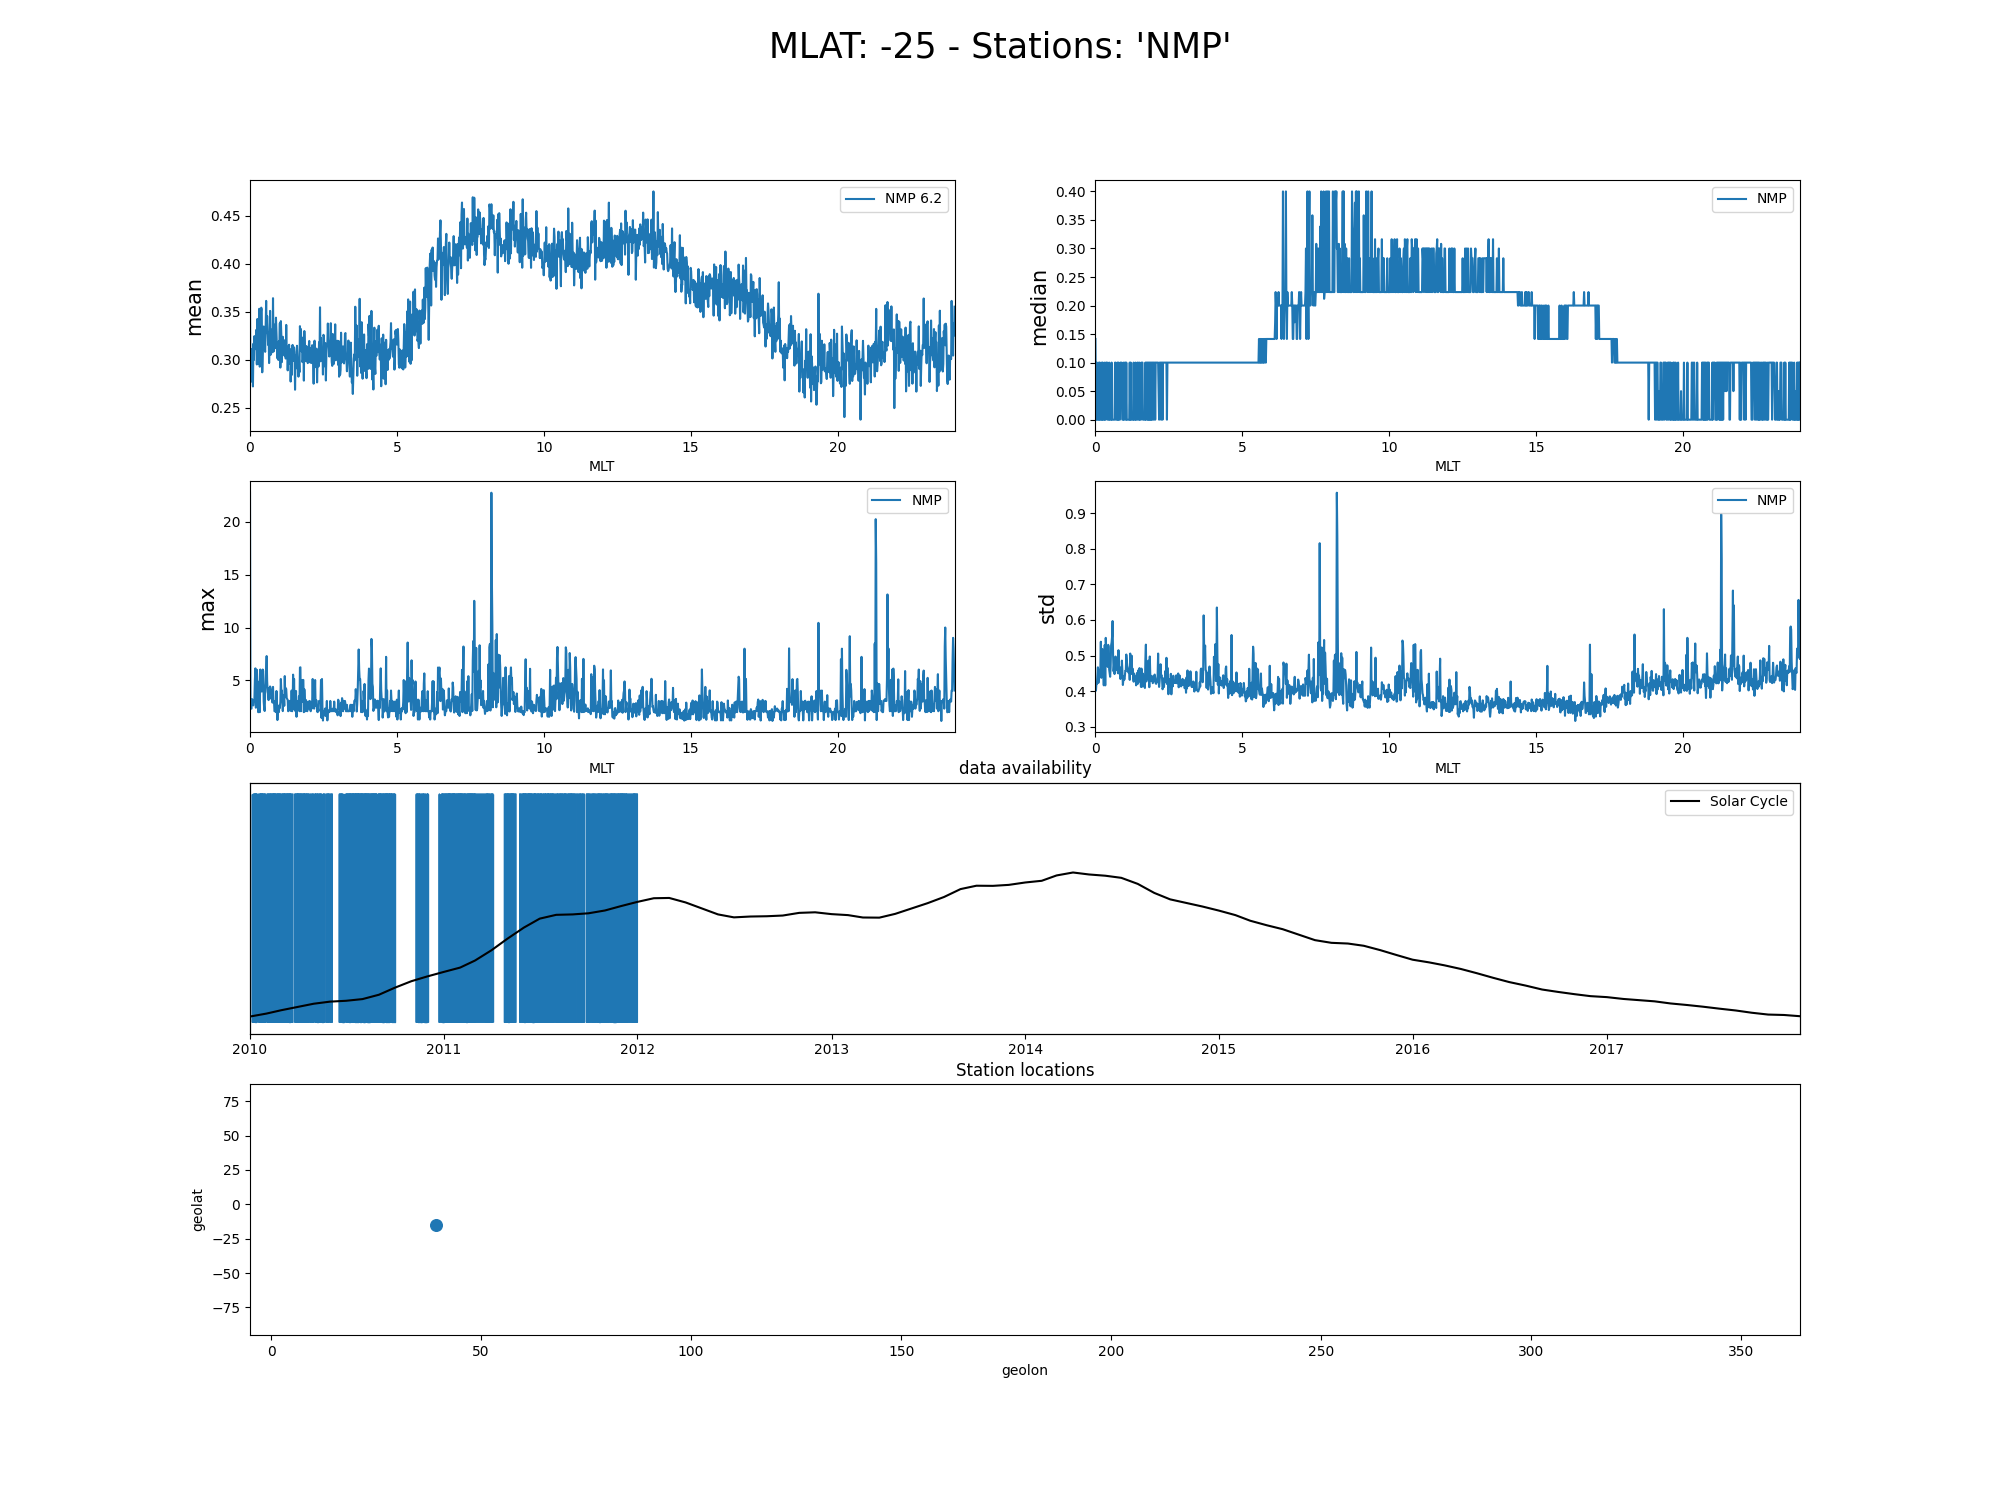 MLAT: -25 - Stations: 'NMP'
mean
0.45
0.40
0.35
0.30
0.25
NMP 6.2
0 5 10 15 20
MLT
median
0.40
0.35
0.30
0.25
0.20
0.15
0.10
0.05
0.00
NMP
0 5 10 15 20
MLT
max
20
15
10
5
NMP
0 5 10 15 20
MLT
std
0.9
0.8
0.7
0.6
0.5
0.4
0.3
NMP
0 5 10 15 20
MLT
data availability
Solar Cycle
2010 2011 2012 2013 2014 2015 2016 2017
Station locations
geolat
75
50
25
0
−25
−50
−75
0 50 100 150 200 250 300 350
geolon